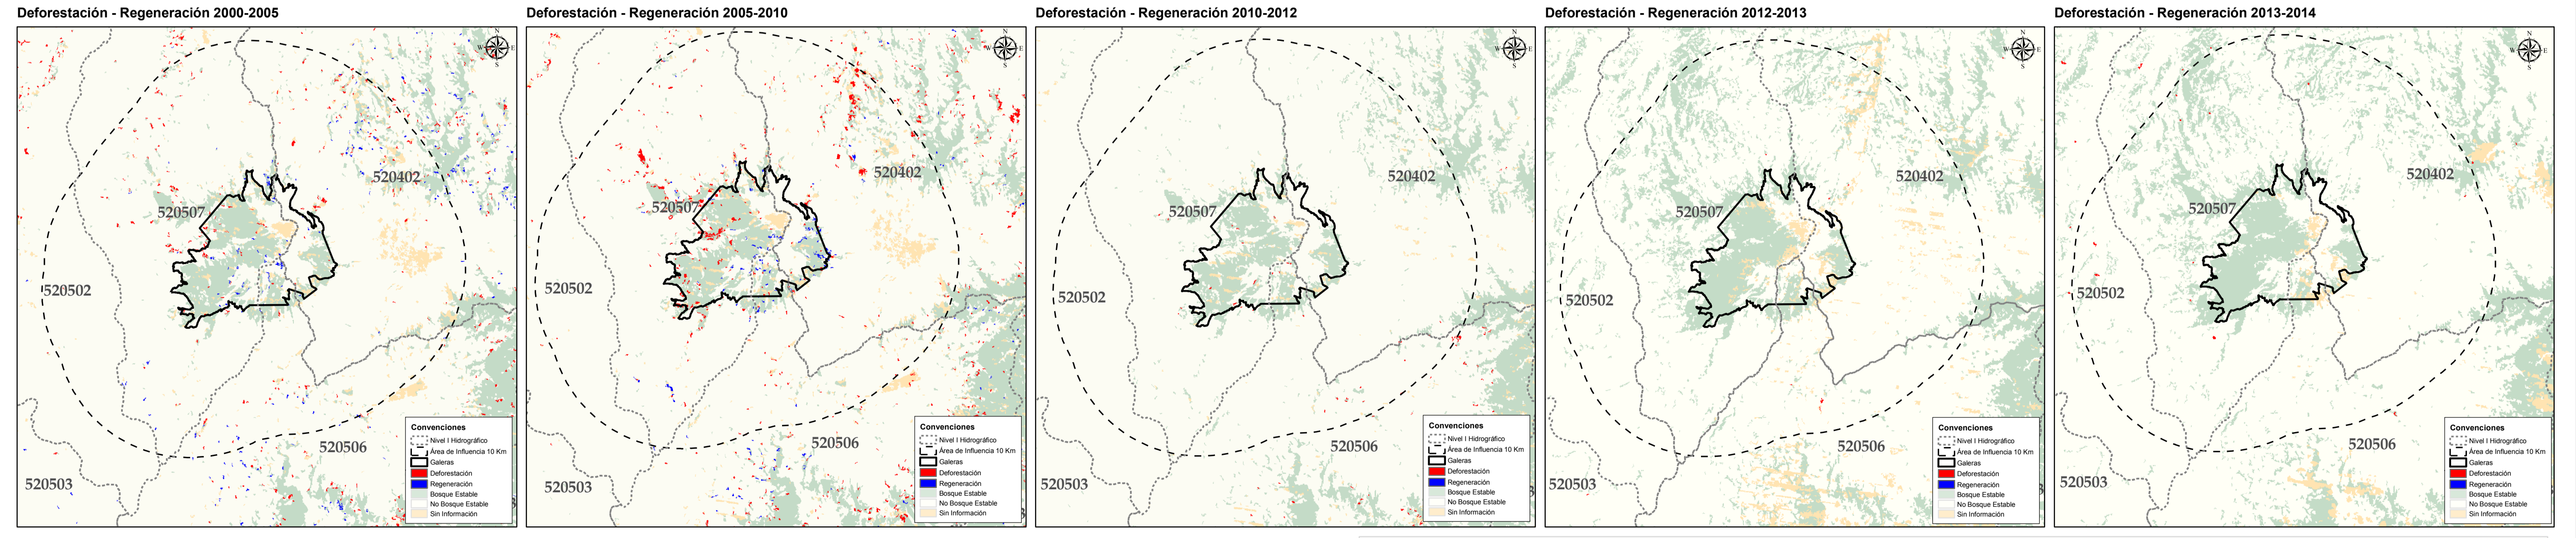 Deforestación - Regeneración 2000-2005
N
W E
S
520402
520507
520502
520506
520503
Convenciones
Nivel I Hidrográfico
Área de Influencia 10 Km
Galeras
Deforestación
Regeneración
Bosque Estable
No Bosque Estable
Sin Información
Deforestación - Regeneración 2005-2010
N
W E
S
520402
520507
520502
520506
520503
Convenciones
Nivel I Hidrográfico
Área de Influencia 10 Km
Galeras
Deforestación
Regeneración
Bosque Estable
No Bosque Estable
Sin Información
Deforestación - Regeneración 2010-2012
N
W E
S
520402
520507
520502
520506
520503
Convenciones
Nivel I Hidrográfico
Área de Influencia 10 Km
Galeras
Deforestación
Regeneración
Bosque Estable
No Bosque Estable
Sin Información
Deforestación - Regeneración 2012-2013
N
W E
S
520402
520507
520502
520506
520503
Convenciones
Nivel I Hidrográfico
Área de Influencia 10 Km
Galeras
Deforestación
Regeneración
Bosque Estable
No Bosque Estable
Sin Información
Deforestación - Regeneración 2013-2014
N
W E
S
520402
520507
520502
520506
520503
Convenciones
Nivel I Hidrográfico
Área de Influencia 10 Km
Galeras
Deforestación
Regeneración
Bosque Estable
No Bosque Estable
Sin Información